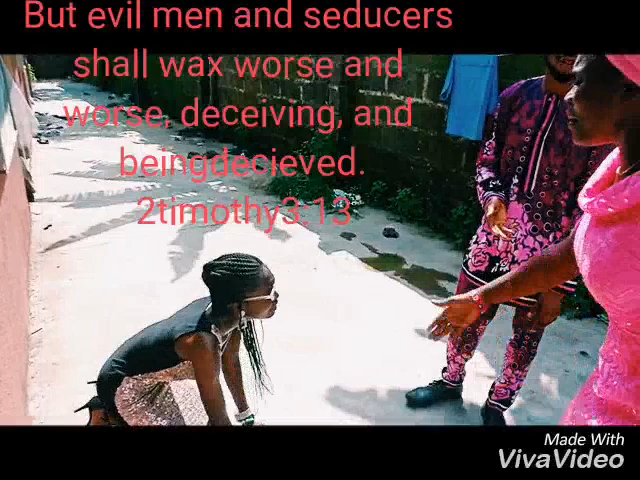 But evil men and seducers
shall wax worse and
worse, deceiving, and
beingdecieved.
2timothy3:13
Made With
VivaVideo